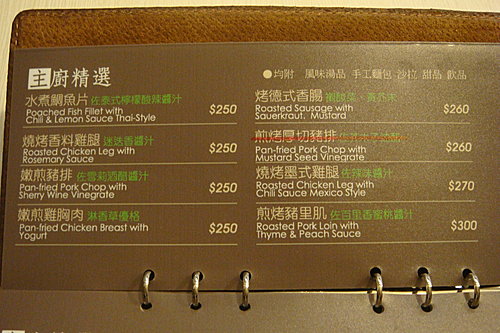 主廚精選
●均附 風味湯品 手工麵包 沙拉 甜品 飲品
水煮鯛魚片 佐泰式檸檬酸辣醬汁
Poached Fish Fillet with
Chili & Lemon Sauce Thai-Style
$250
燒烤香料雞腿 迷迭香醬汁
Roasted Chicken Leg with
Rosemary Sauce
$250
嫩煎豬排 佐雪莉酒醋醬汁
Pan-fried Pork Chop with
Sherry Wine Vinegrate
$250
嫩煎雞胸肉 淋香草優格
Pan-fried Chicken Breast with
Yogurt
$250
烤德式香腸
Roasted Sausage with
Sauerkraut, Mustard
$260
煎烤厚切豬排
Pan-fried Pork Chop with
Mustard Seed Vinegrate
$260
燒烤墨式雞腿 佐辣味醬汁
Roasted Chicken Leg with
Chili Sauce Mexico Style
$270
煎烤豬里肌 佐百里香蜜桃醬汁
Roasted Pork Loin with
Thyme & Peach Sauce
$300